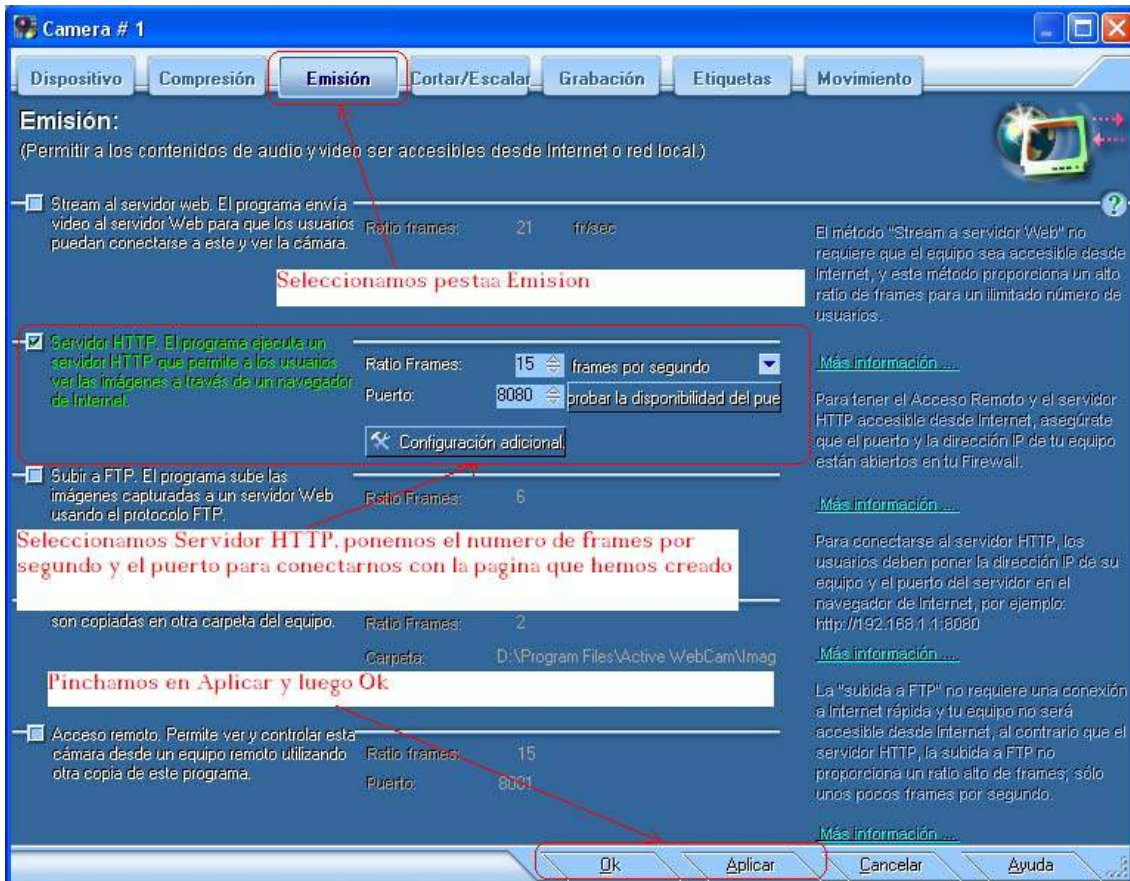 Camera # 1
Dispositivo
Compresión
Emisión
Cortar/Escalar
Grabación
Etiquetas
Movimiento
Emisión:
(Permitir a los contenidos de audio y video ser accesibles desde Internet o red local.)
Stream al servidor web. El programa envía
video al servidor Web para que los usuarios
puedan conectarse a este y ver la cámara.
Ratio frames: 21 fr/sec
Seleccionamos pestaa Emision
Servidor HTTP. El programa ejecuta un
servidor HTTP que permite a los usuarios
ver las imágenes a través de un navegador
de Internet.
Ratio Frames: 15 frames por segundo
Puerto: 8080 probar la disponibilidad del pue
Configuración adicional.
Subir a FTP. El programa sube las
imágenes capturadas a un servidor Web
usando el protocolo FTP.
Ratio Frames: 6
Seleccionamos Servidor HTTP, ponemos el numero de frames por
segundo y el puerto para conectarnos con la pagina que hemos creado
son copiadas en otra carpeta del equipo.
Ratio Frames: 2
Carpeta: D:\Program Files\Active WebCam\Imag
Pinchamos en Aplicar y luego Ok
Acceso remoto. Permite ver y controlar esta
cámara desde un equipo remoto utilizando
otra copia de este programa.
Ratio frames: 15
Puerto: 8001
?
El método "Stream a servidor Web" no
requiere que el equipo sea accesible desde
Internet, y este método proporciona un alto
ratio de frames para un ilimitado número de
usuarios.
Más información ...
Para tener el Acceso Remoto y el servidor
HTTP accesible desde Internet, asegúrate
que el puerto y la dirección IP de tu equipo
están abiertos en tu Firewall.
Más información ...
Para conectarse al servidor HTTP, los
usuarios deben poner la dirección IP de su
equipo y el puerto del servidor en el
navegador de Internet, por ejemplo:
http://192.168.1.1:8080
Más información ...
La "subida a FTP" no requiere una conexión
a Internet rápida y tu equipo no será
accesible desde Internet, al contrario que el
servidor HTTP, la subida a FTP no
proporciona un ratio alto de frames; sólo
unos pocos frames por segundo.
Más información ...
Ok
Aplicar
Cancelar
Ayuda